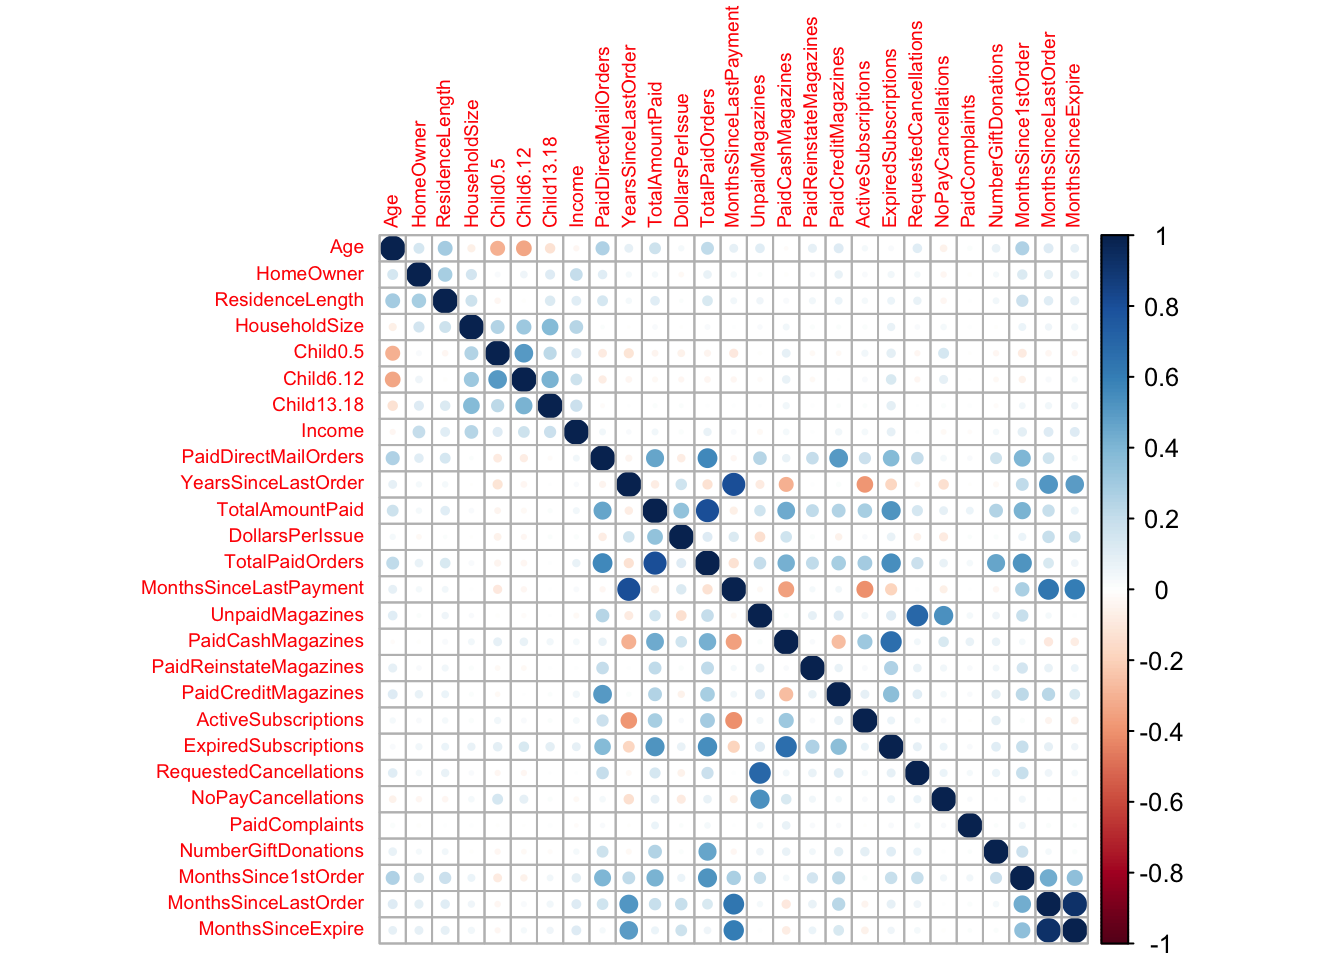 Age
HomeOwner
ResidenceLength
HouseholdSize
Child0.5
Child6.12
Child13.18
Income
PaidDirectMailOrders
YearsSinceLastOrder
TotalAmountPaid
DollarsPerIssue
TotalPaidOrders
MonthsSinceLastPayment
UnpaidMagazines
PaidCashMagazines
PaidReinstateMagazines
PaidCreditMagazines
ActiveSubscriptions
ExpiredSubscriptions
RequestedCancellations
NoPayCancellations
PaidComplaints
NumberGiftDonations
MonthsSince1stOrder
MonthsSinceLastOrder
MonthsSinceExpire
Age
HomeOwner
ResidenceLength
HouseholdSize
Child0.5
Child6.12
Child13.18
Income
PaidDirectMailOrders
YearsSinceLastOrder
TotalAmountPaid
DollarsPerIssue
TotalPaidOrders
MonthsSinceLastPayment
UnpaidMagazines
PaidCashMagazines
PaidReinstateMagazines
PaidCreditMagazines
ActiveSubscriptions
ExpiredSubscriptions
RequestedCancellations
NoPayCancellations
PaidComplaints
NumberGiftDonations
MonthsSince1stOrder
MonthsSinceLastOrder
MonthsSinceExpire
1
0.8
0.6
0.4
0.2
0
-0.2
-0.4
-0.6
-0.8
-1